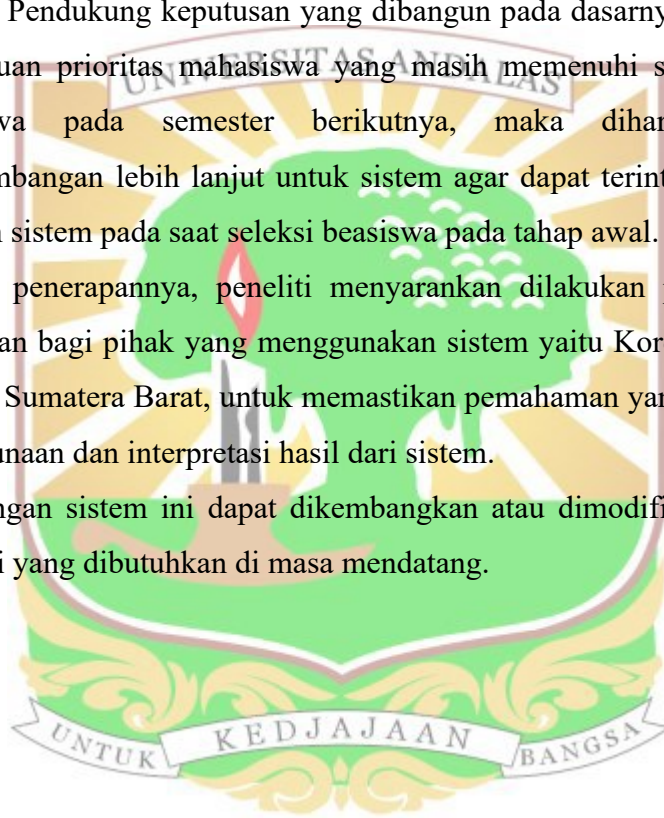 Pendukung keputusan yang dibangun pada dasarny
uan prioritas mahasiswa yang masih memenuhi s
UNIVERSITAS ANDALAS
wa pada semester berikutnya, maka dihar
mbangan lebih lanjut untuk sistem agar dapat terint
n sistem pada saat seleksi beasiswa pada tahap awal.
penerapannya, peneliti menyarankan dilakukan
an bagi pihak yang menggunakan sistem yaitu Kor
Sumatera Barat, untuk memastikan pemahaman yan
unaan dan interpretasi hasil dari sistem.
ngan sistem ini dapat dikembangkan atau dimodifi
i yang dibutuhkan di masa mendatang.
UNTUK KEDJAJAAN BANGSA